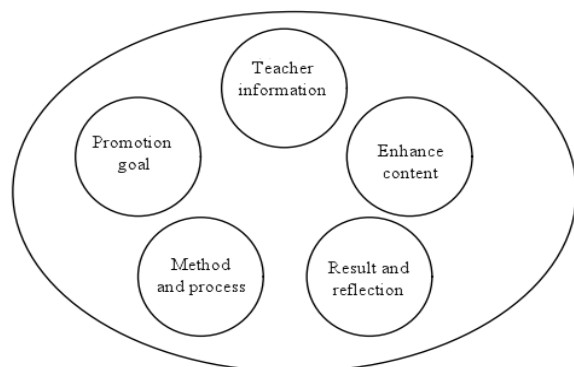 Teacher
information
Promotion
goal
Enhance
content
Method
and process
Result and
reflection